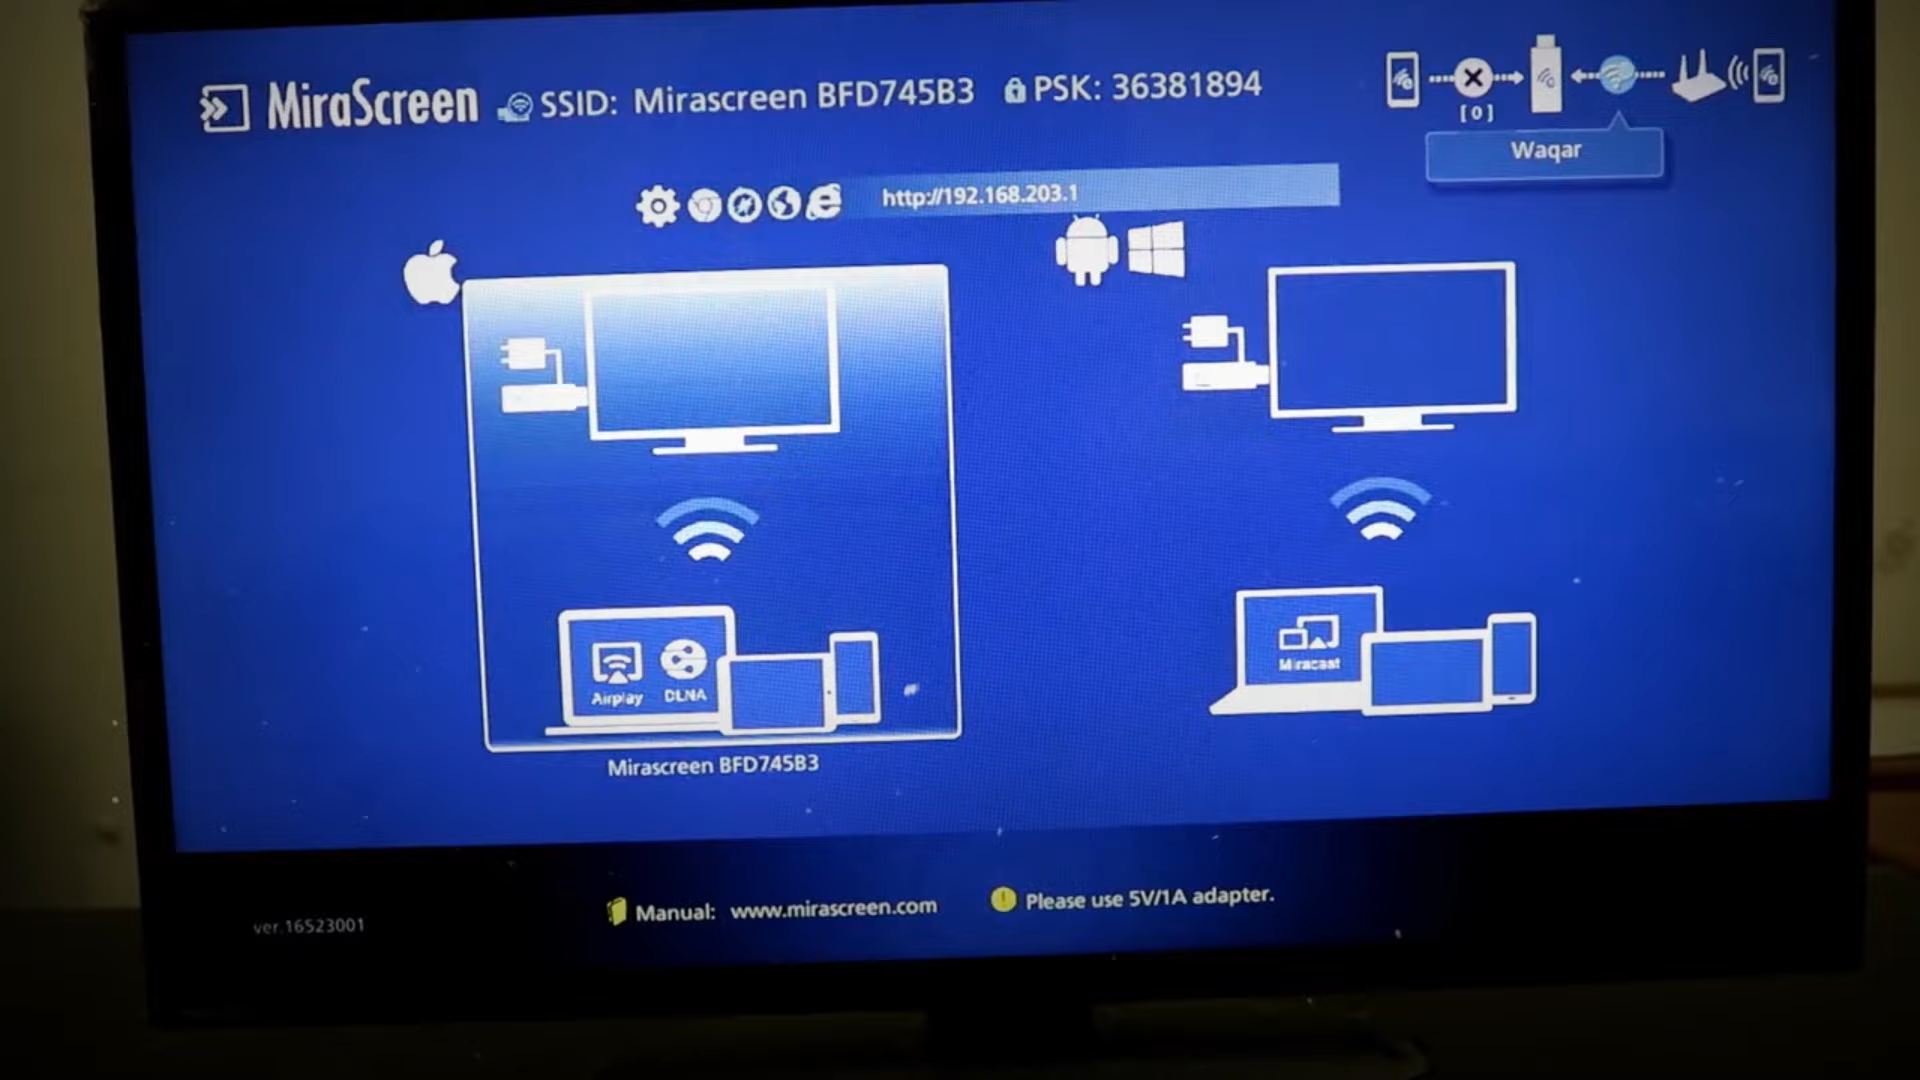 MiraScreen SSID: Mirascreen BFD745B3 PSK: 36381894
[0]
Waqar
http://192.168.203.1
Airplay DLNA
Miracast
Mirascreen BFD745B3
ver.16523001
Manual: www.mirascreen.com
Please use 5V/1A adapter.